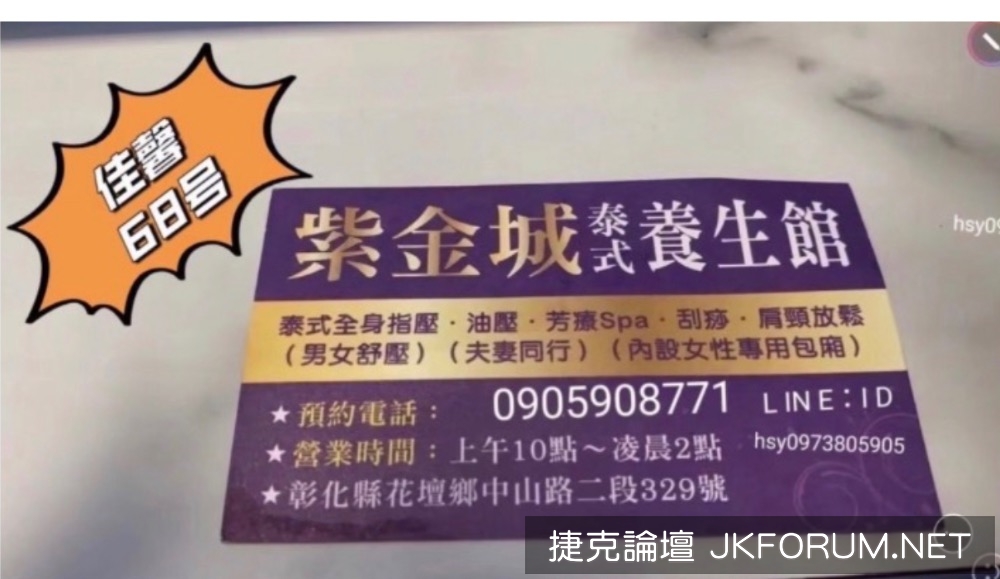 佳馨
68号
紫金城泰式養生館
hsy09
泰式全身指壓·油壓·芳療Spa·刮痧·肩頸放鬆
（男女舒壓）（夫妻同行）（內設女性專用包廂）
★預約電話： 0905908771 LINE：ID
★營業時間：上午10點～凌晨2點 hsy0973805905
★彰化縣花壇鄉中山路二段329號
捷克論壇 JKFORUM.NET